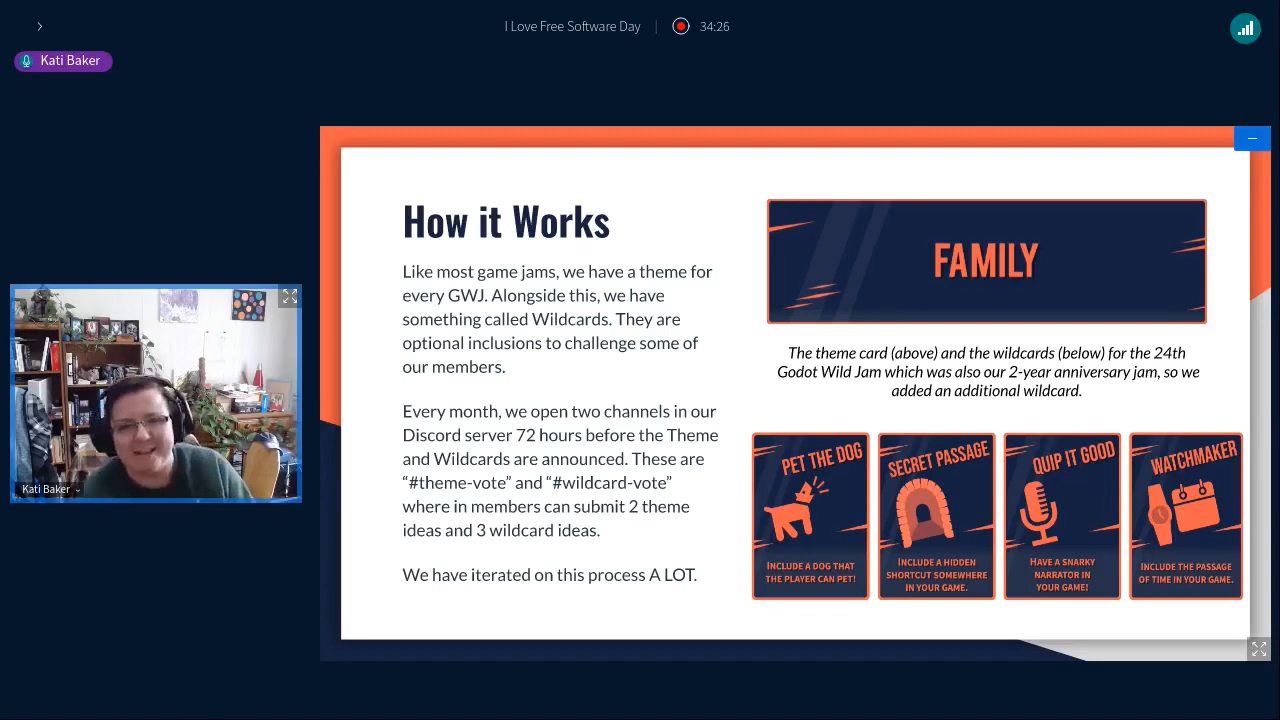 I Love Free Software Day
34:26
Kati Baker
Kati Baker
How it Works
Like most game jams, we have a theme for
every GWJ. Alongside this, we have
something called Wildcards. They are
optional inclusions to challenge some of
our members.
Every month, we open two channels in our
Discord server 72 hours before the Theme
and Wildcards are announced. These are
“#theme-vote” and “#wildcard-vote”
where in members can submit 2 theme
ideas and 3 wildcard ideas.
We have iterated on this process A LOT.
FAMILY
The theme card (above) and the wildcards (below) for the 24th
Godot Wild Jam which was also our 2-year anniversary jam, so we
added an additional wildcard.
PET THE DOG
INCLUDE A DOG THAT
THE PLAYER CAN PET!
SECRET PASSAGE
INCLUDE A HIDDEN
SHORTCUT SOMEWHERE
IN YOUR GAME.
QUIP IT GOOD
HAVE A SNARKY
NARRATOR IN
YOUR GAME!
WATCHMAKER
INCLUDE THE PASSAGE
OF TIME IN YOUR GAME.